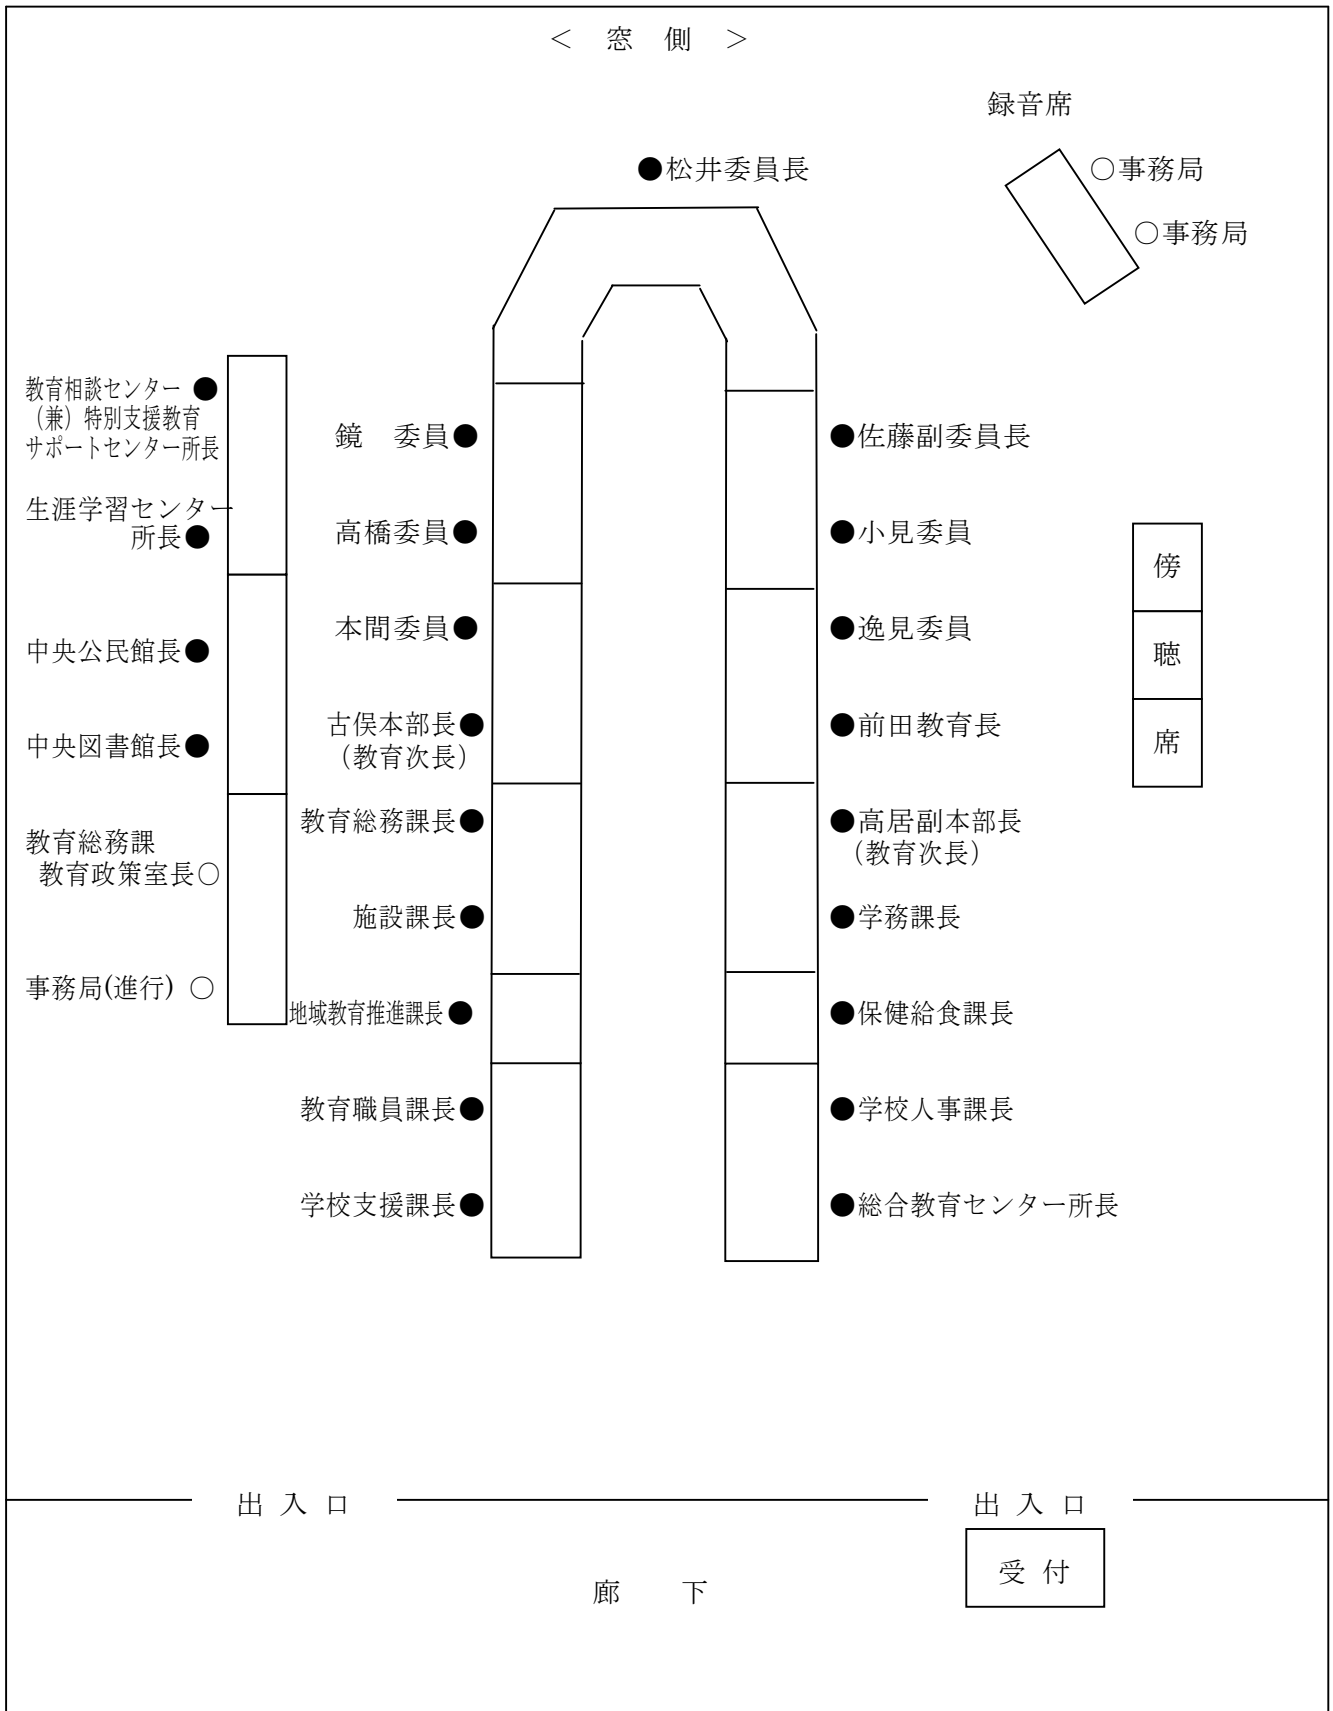 ＜　窓　側　＞
録音席
●松井委員長
○事務局
○事務局
教育相談センター ●
（兼）特別支援教育
サポートセンター所長
生涯学習センター
所長●
中央公民館長●
中央図書館長●
教育総務課
教育政策室長○
事務局(進行) ○
鏡　委員●
高橋委員●
本間委員●
古俣本部長●
（教育次長）
教育総務課長●
施設課長●
地域教育推進課長●
教育職員課長●
学校支援課長●
●佐藤副委員長
●小見委員
●逸見委員
●前田教育長
●高居副本部長
（教育次長）
●学務課長
●保健給食課長
●学校人事課長
●総合教育センター所長
傍
聴
席
出 入 口
出 入 口
受 付
廊　下